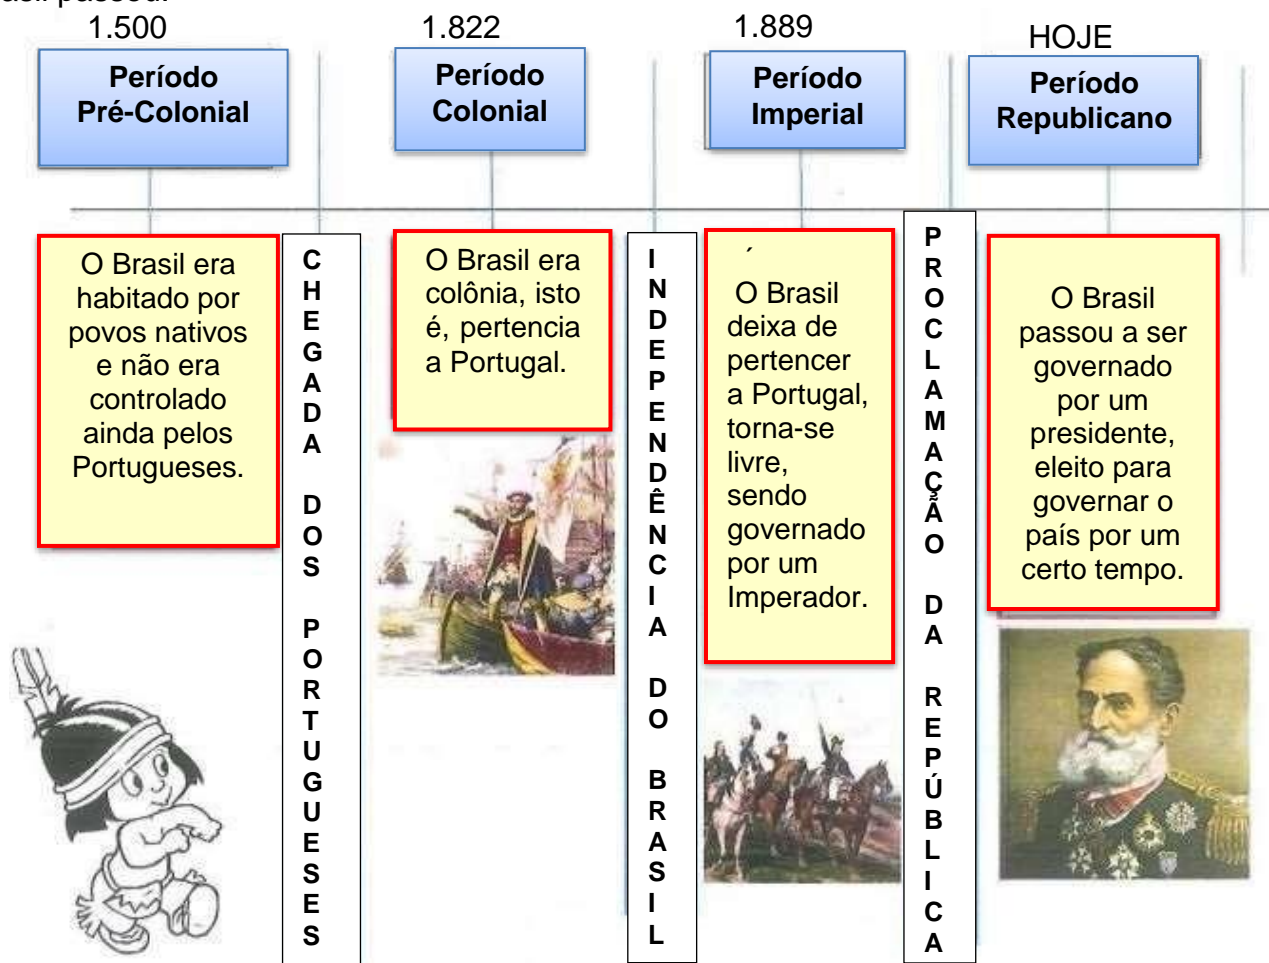 asil passou.
1.500
Período
Pré-Colonial
1.822
Período
Colonial
1.889
Período
Imperial
HOJE
Período
Republicano
O Brasil era
habitado por
povos nativos
e não era
controlado
ainda pelos
Portugueses.
CHEGADA DOS PORTUGUESES
O Brasil era
colônia, isto
é, pertencia
a Portugal.
INDEPENDÊNCIA DO BRASIL
´
O Brasil
deixa de
pertencer
a Portugal,
torna-se
livre,
sendo
governado
por um
Imperador.
PROCLAMAÇÃO DA REPÚBLICA
O Brasil
passou a ser
governado
por um
presidente,
eleito para
governar o
país por um
certo tempo.